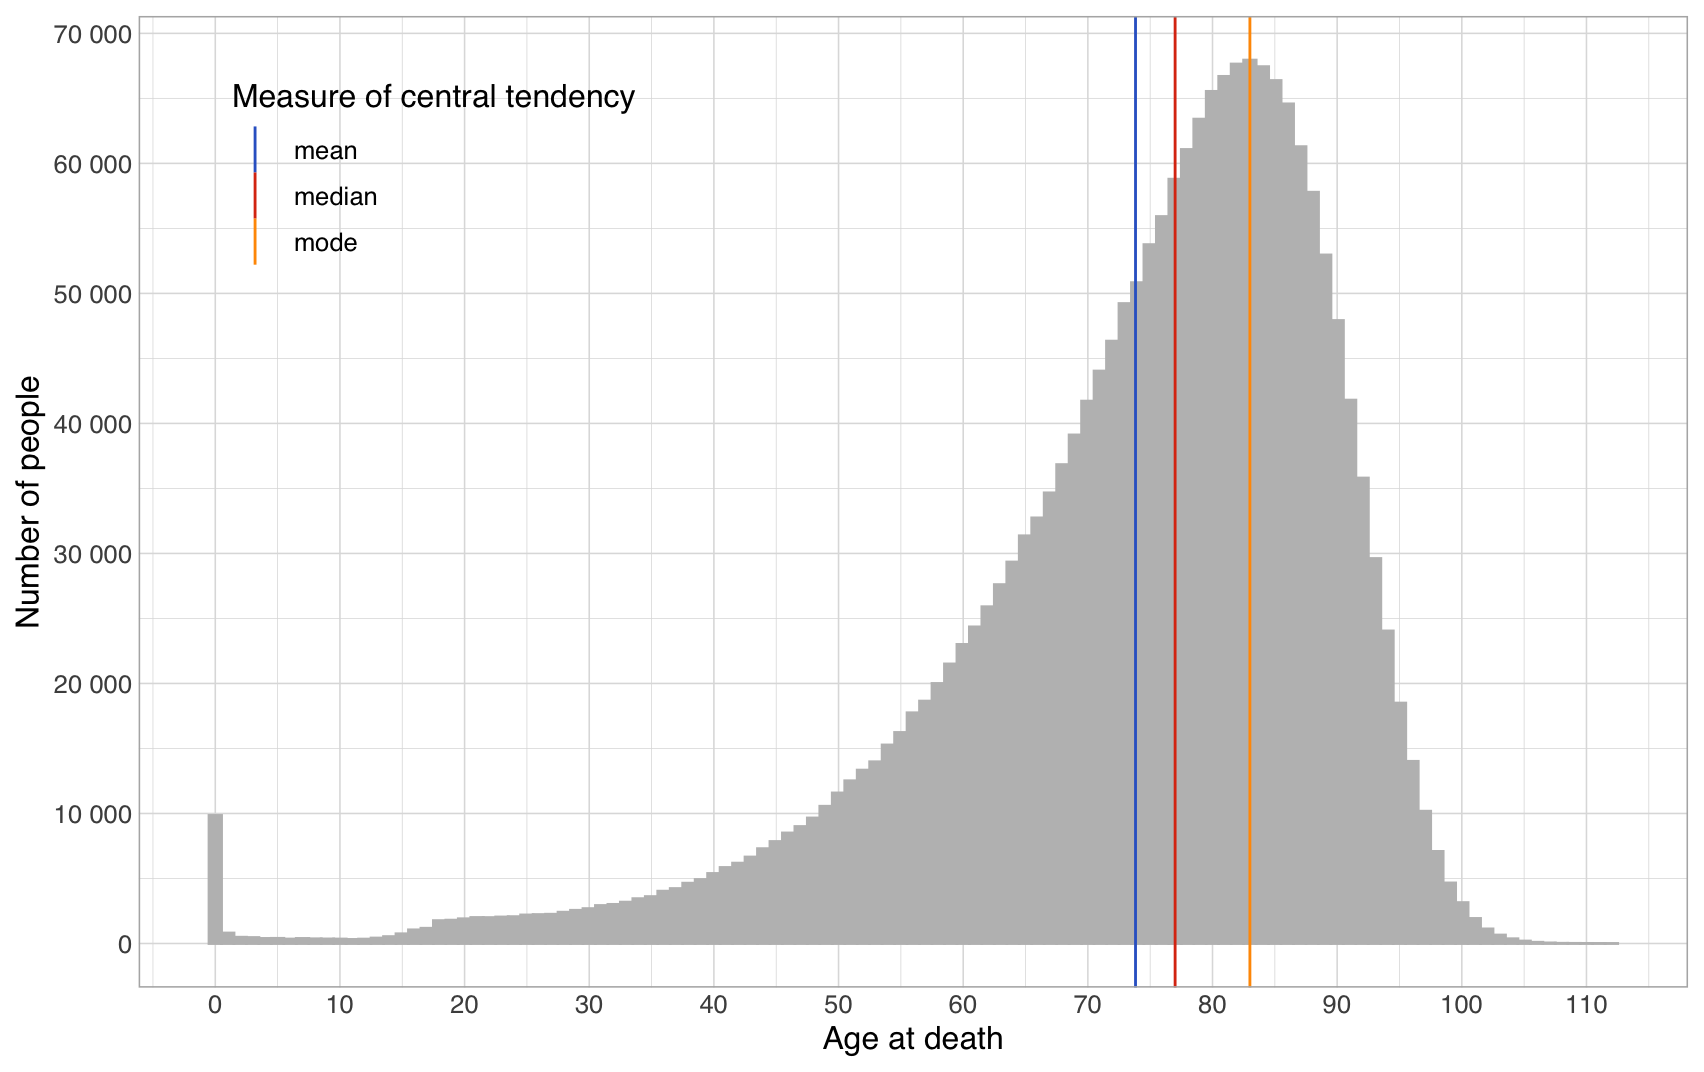 70 000
60 000
50 000
40 000
30 000
20 000
10 000
0
Number of people
Measure of central tendency
mean
median
mode
0 10 20 30 40 50 60 70 80 90 100 110
Age at death